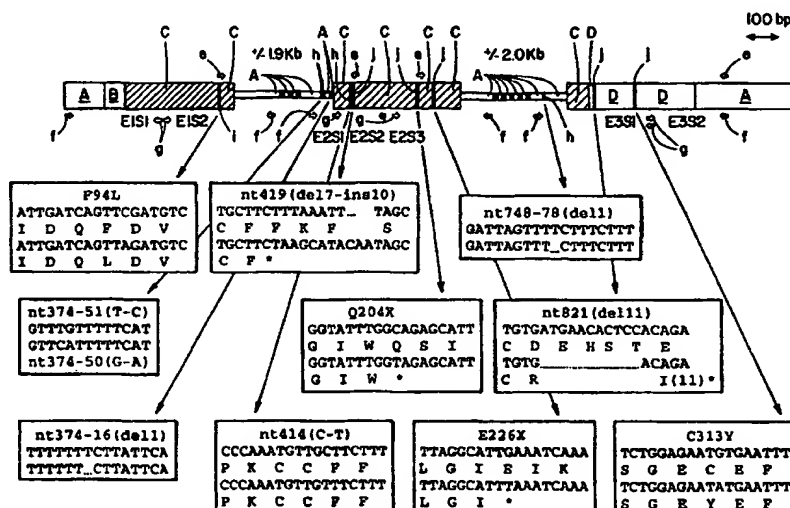 100 bp
C C A C C C C C D
e +/-1.9Kb h h e j i e j +/-2.0Kb j j e
A A
A B D D A
f E1S1 E1S2 i f f g E2S1 g E2S2 E2S3 f f h E3S1 E3S2 f
g g
F94L
ATTGATCAGTTCGATGTC
I D Q F D V
ATTGATCAGTTAGATGTC
I D Q L D V
nt419(del7-ins10)
TGCTTCTTTAAATT_ TAGC
C F F K F S
TGCTTCTAAGCATACAATAGC
C F *
nt748-78(del1)
GATTAGTTTTCTTTCTTT
GATTAGTTT_CTTTCTTT
nt374-51(T-C)
GTTTGTTTTTCAT
GTTCATTTTTCAT
nt374-50(G-A)
Q204X
GGTATTTGGCAGAGCATT
G I W Q S I
GGTATTTGGTAGAGCATT
G I W *
nt821(del11)
TGTGATGAACACTCCACAGA
C D E H S T E
TGTG___________ACAGA
C R I(11)*
nt374-16(del1)
TTTTTTTCTTATTCA
TTTTTT_CTTATTCA
nt414(C-T)
CCCAAATGTTGCTTCTTT
P K C C F F
CCCAAATGTTGTTTCTTT
P K C C F F
E226X
TTAGGCATTGAAATCAAA
L G I E I K
TTAGGCATTTAAATCAAA
L G I *
C313Y
TCTGGAGAATGTGAATTT
S G E C E F
TCTGGAGAATATGAATTT
S G R Y E F